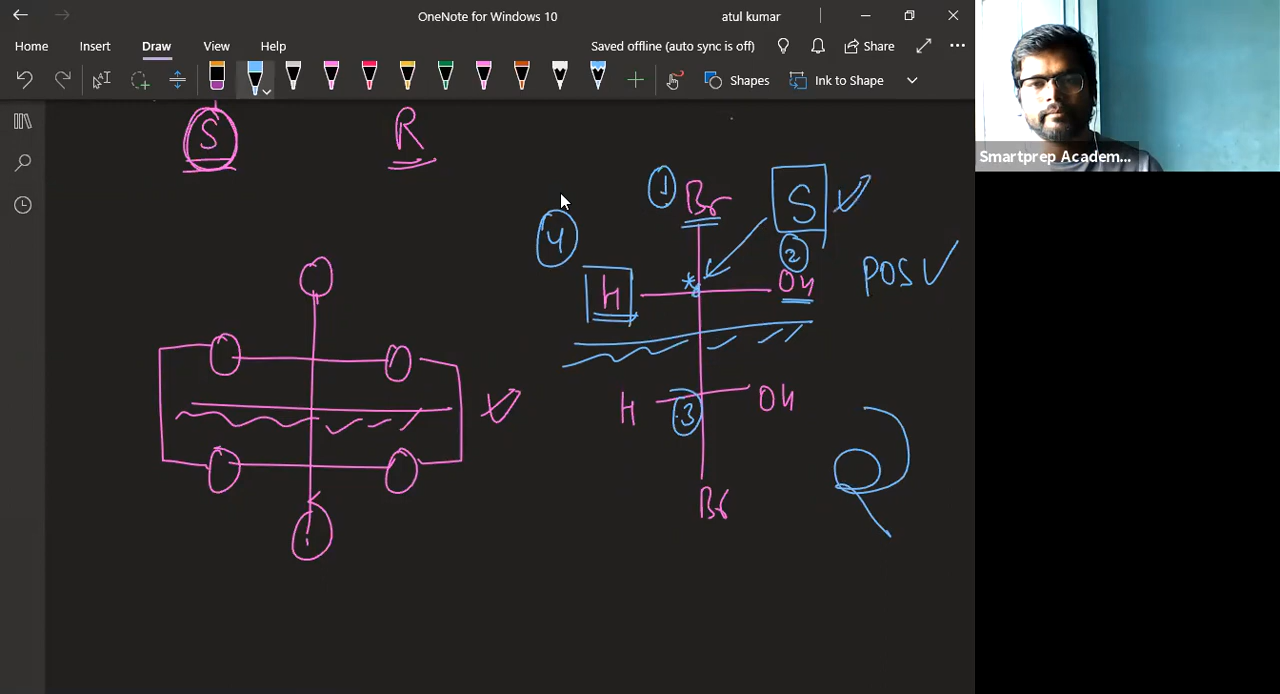 OneNote for Windows 10
atul kumar
Home
Insert
Draw
View
Help
Saved offline (auto sync is off)
Share
Shapes
Ink to Shape
Smartprep Academ...
S
R
1
Br
S
4
2
H
OH
POS
H
3
OH
Br